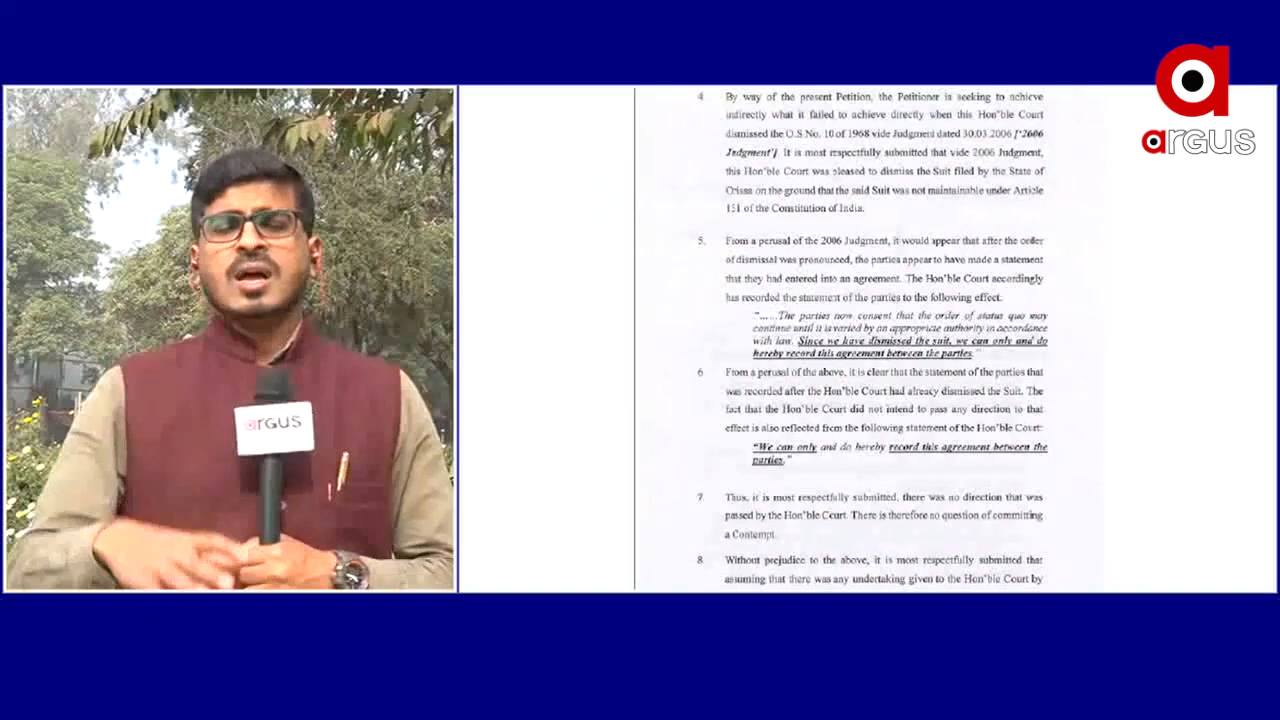 argus
4. By way of the present Petition, the Petitioner is seeking to achieve
indirectly what it failed to achieve directly when this Hon'ble Court
dismissed the O.S No. 10 of 1968 vide Judgment dated 30.03.2006 ['2006
Judgment']. It is most respectfully submitted that vide 2006 Judgment,
this Hon'ble Court was pleased to dismiss the Suit filed by the State of
Orissa on the ground that the said Suit was not maintainable under Article
131 of the Constitution of India.
5. From a perusal of the 2006 Judgment, it would appear that after the order
of dismissal was pronounced, the parties appear to have made a statement
that they had entered into an agreement. The Hon'ble Court accordingly
has recorded the statement of the parties to the following effect:
"......The parties now consent that the order of status quo may
continue until it is varied by an appropriate authority in accordance
with law. Since we have dismissed the suit, we can only and do
hereby record this agreement between the parties."
6. From a perusal of the above, it is clear that the statement of the parties that
was recorded after the Hon'ble Court had already dismissed the Suit. The
fact that the Hon'ble Court did not intend to pass any direction to that
effect is also reflected from the following statement of the Hon'ble Court:
"We can only and do hereby record this agreement between the
parties."
7. Thus, it is most respectfully submitted, there was no direction that was
passed by the Hon'ble Court. There is therefore no question of committing
a Contempt.
8. Without prejudice to the above, it is most respectfully submitted that
assuming that there was any undertaking given to the Hon'ble Court by
argus